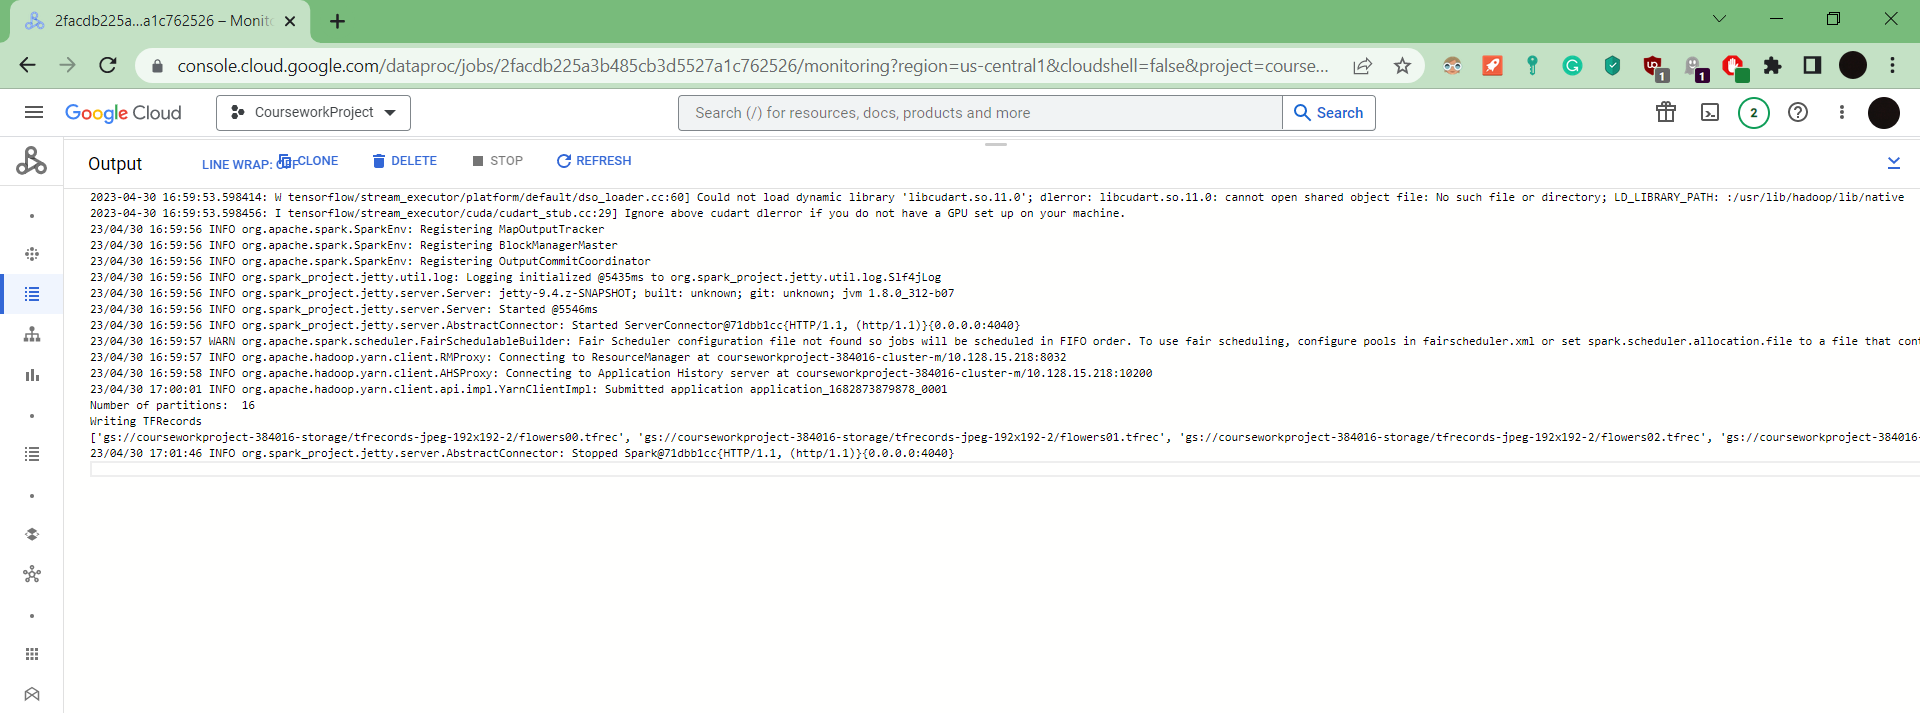 2facdb225a...a1c762526 – Monit
console.cloud.google.com/dataproc/jobs/2facdb225a3b485cb3d5527a1c762526/monitoring?region=us-central1&cloudshell=false&project=course...
1
1
Google Cloud
CourseworkProject
Search (/) for resources, docs, products and more
Search
2
Output
LINE WRAP: OFF
CLONE
DELETE
STOP
REFRESH
2023-04-30 16:59:53.598414: W tensorflow/stream_executor/platform/default/dso_loader.cc:60] Could not load dynamic library 'libcudart.so.11.0'; dlerror: libcudart.so.11.0: cannot open shared object file: No such file or directory; LD_LIBRARY_PATH: :/usr/lib/hadoop/lib/native
2023-04-30 16:59:53.598456: I tensorflow/stream_executor/cuda/cudart_stub.cc:29] Ignore above cudart dlerror if you do not have a GPU set up on your machine.
23/04/30 16:59:56 INFO org.apache.spark.SparkEnv: Registering MapOutputTracker
23/04/30 16:59:56 INFO org.apache.spark.SparkEnv: Registering BlockManagerMaster
23/04/30 16:59:56 INFO org.apache.spark.SparkEnv: Registering OutputCommitCoordinator
23/04/30 16:59:56 INFO org.spark_project.jetty.util.log: Logging initialized @5435ms to org.spark_project.jetty.util.log.Slf4jLog
23/04/30 16:59:56 INFO org.spark_project.jetty.server.Server: jetty-9.4.z-SNAPSHOT; built: unknown; git: unknown; jvm 1.8.0_312-b07
23/04/30 16:59:56 INFO org.spark_project.jetty.server.Server: Started @5546ms
23/04/30 16:59:56 INFO org.spark_project.jetty.server.AbstractConnector: Started ServerConnector@71dbb1cc{HTTP/1.1, (http/1.1)}{0.0.0.0:4040}
23/04/30 16:59:57 WARN org.apache.spark.scheduler.FairSchedulableBuilder: Fair Scheduler configuration file not found so jobs will be scheduled in FIFO order. To use fair scheduling, configure pools in fairscheduler.xml or set spark.scheduler.allocation.file to a file that cont
23/04/30 16:59:57 INFO org.apache.hadoop.yarn.client.RMProxy: Connecting to ResourceManager at courseworkproject-384016-cluster-m/10.128.15.218:8032
23/04/30 16:59:58 INFO org.apache.hadoop.yarn.client.AHSProxy: Connecting to Application History server at courseworkproject-384016-cluster-m/10.128.15.218:10200
23/04/30 17:00:01 INFO org.apache.hadoop.yarn.client.api.impl.YarnClientImpl: Submitted application application_1682873879878_0001
Number of partitions:  16
Writing TFRecords
['gs://courseworkproject-384016-storage/tfrecords-jpeg-192x192-2/flowers00.tfrec', 'gs://courseworkproject-384016-storage/tfrecords-jpeg-192x192-2/flowers01.tfrec', 'gs://courseworkproject-384016-storage/tfrecords-jpeg-192x192-2/flowers02.tfrec', 'gs://courseworkproject-384016
23/04/30 17:01:46 INFO org.spark_project.jetty.server.AbstractConnector: Stopped Spark@71dbb1cc{HTTP/1.1, (http/1.1)}{0.0.0.0:4040}